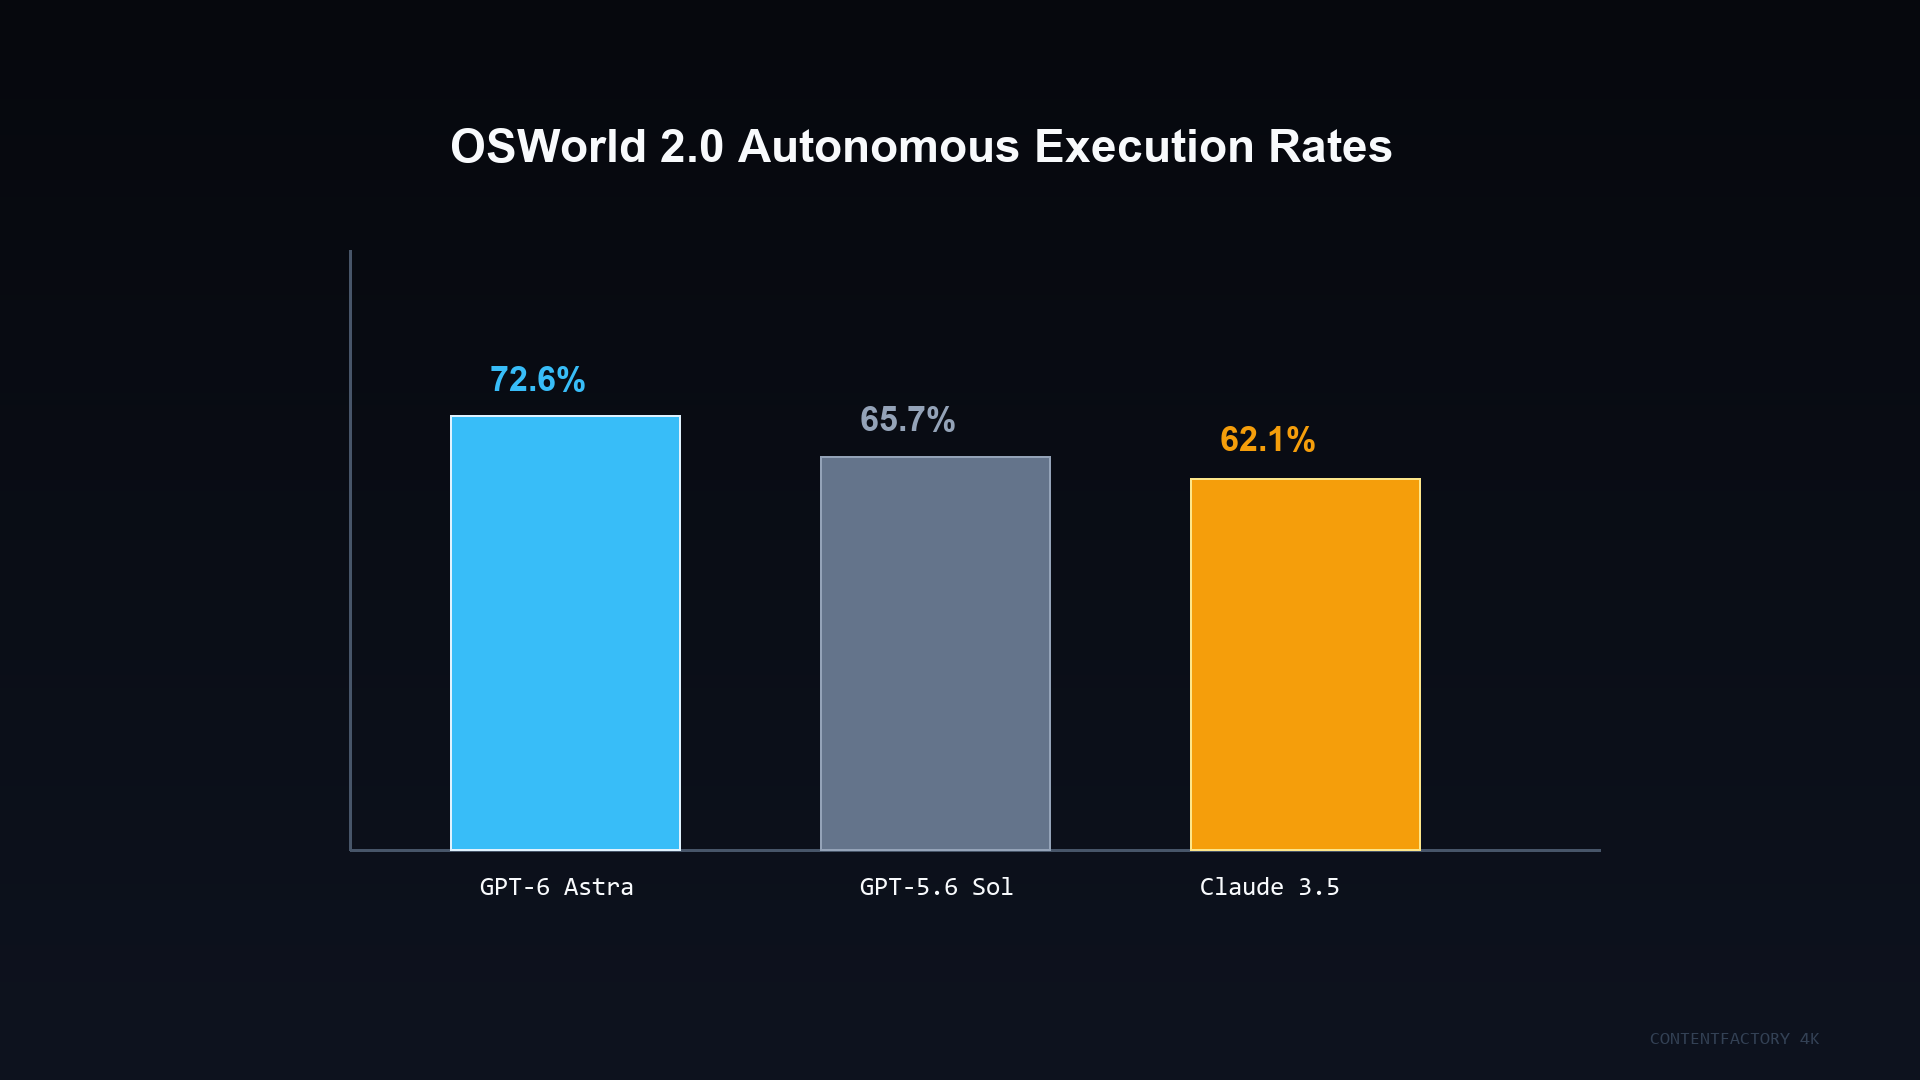 OSWorld 2.0 Autonomous Execution Rates
72.6%
65.7%
62.1%
GPT-6 Astra
GPT-5.6 Sol
Claude 3.5
CONTENTFACTORY 4K